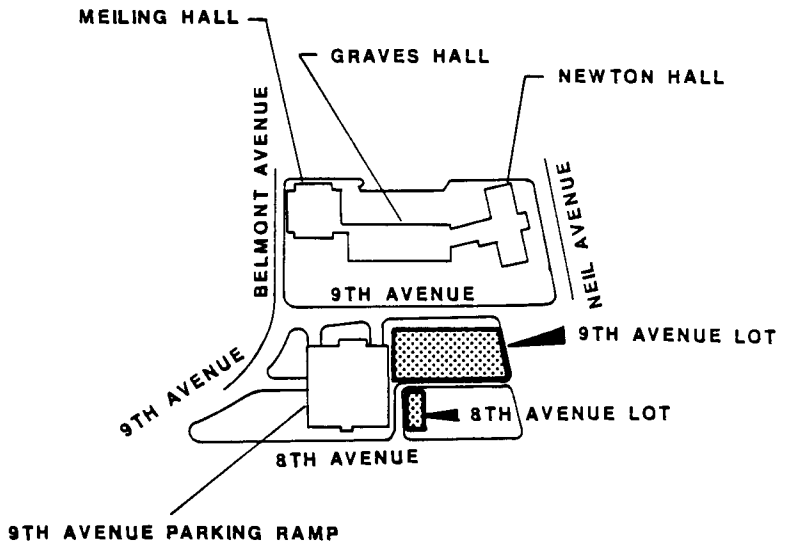 MEILING HALL
GRAVES HALL
NEWTON HALL
BELMONT AVENUE
NEIL AVENUE
9TH AVENUE
9TH AVENUE LOT
9TH AVENUE
8TH AVENUE LOT
8TH AVENUE
9TH AVENUE PARKING RAMP